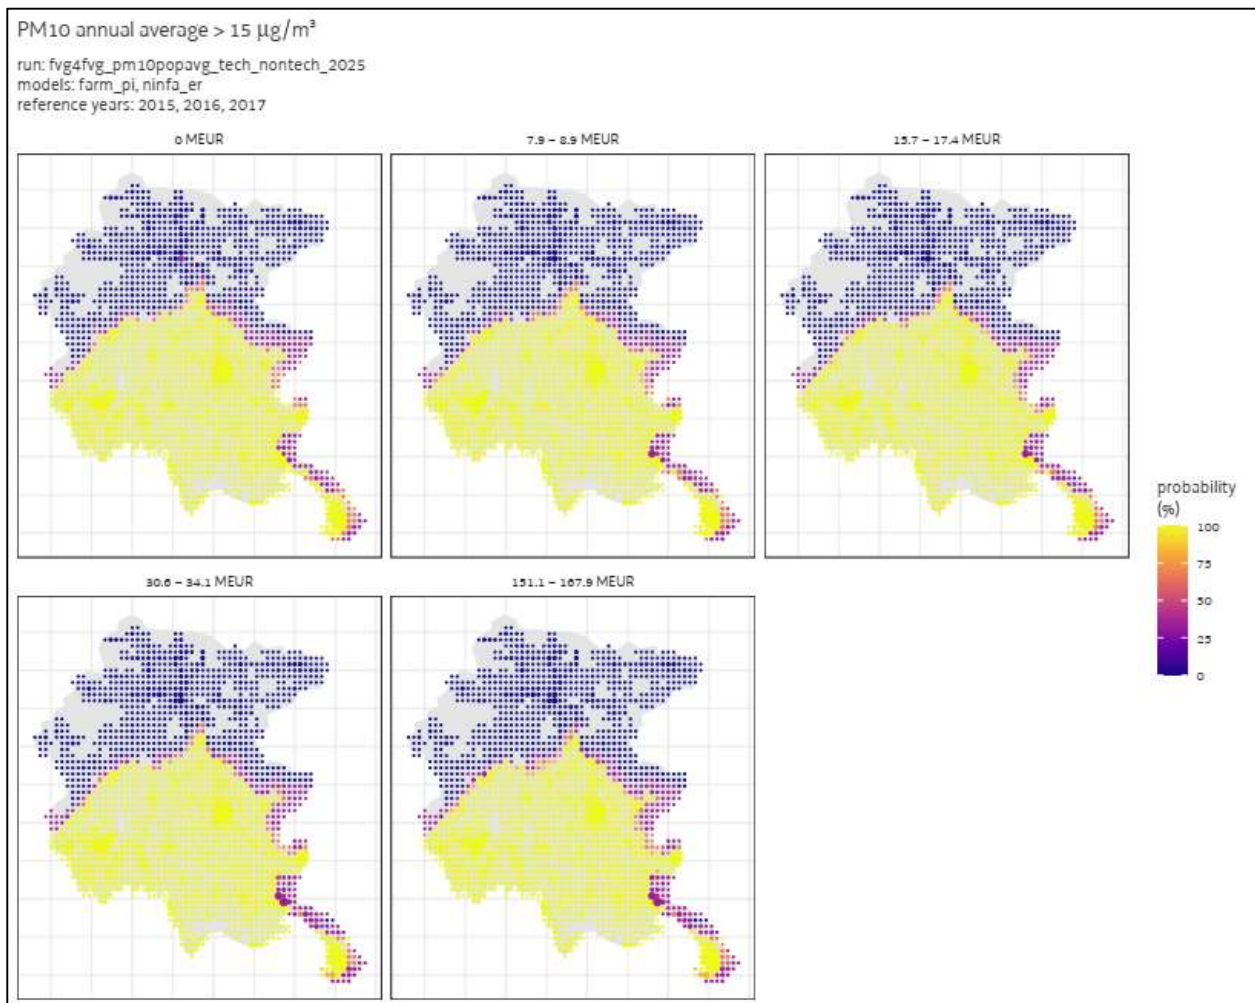 PM10 annual average > 15 µg/m³
run: fvg4fvg_pm10popavg_tech_nontech_2025
models: farm_pi, ninfa_er
reference years: 2015, 2016, 2017
0 MEUR
7.9 – 8.9 MEUR
15.7 – 17.4 MEUR
probability
(%)
100
75
50
25
0
30.6 – 34.1 MEUR
151.1 – 167.9 MEUR